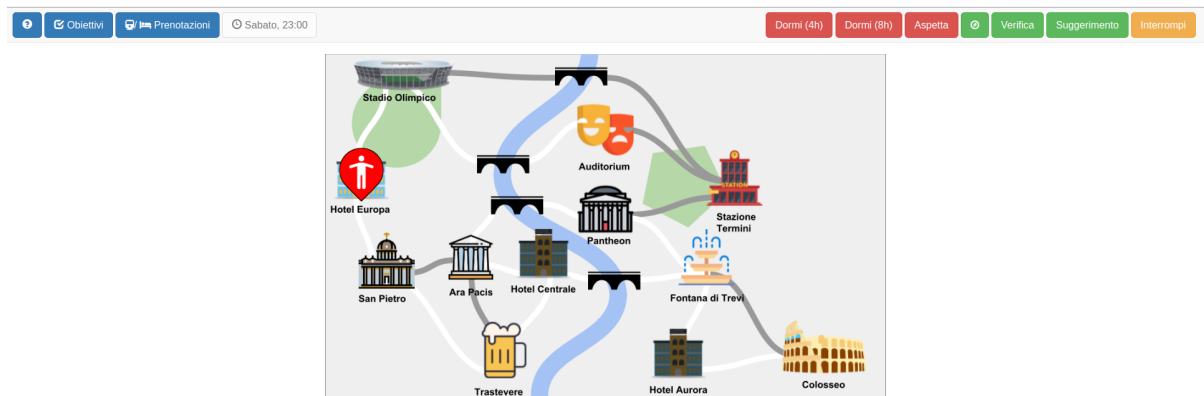 Obiettivi
Prenotazioni
Sabato, 23:00
Dormi (4h)
Dormi (8h)
Aspetta
Verifica
Suggerimento
Interrompi
Stadio Olimpico
Auditorium
STATION
Hotel Europa
Stazione
Termini
Pantheon
San Pietro
Ara Pacis
Hotel Centrale
Fontana di Trevi
Trastevere
Hotel Aurora
Colosseo